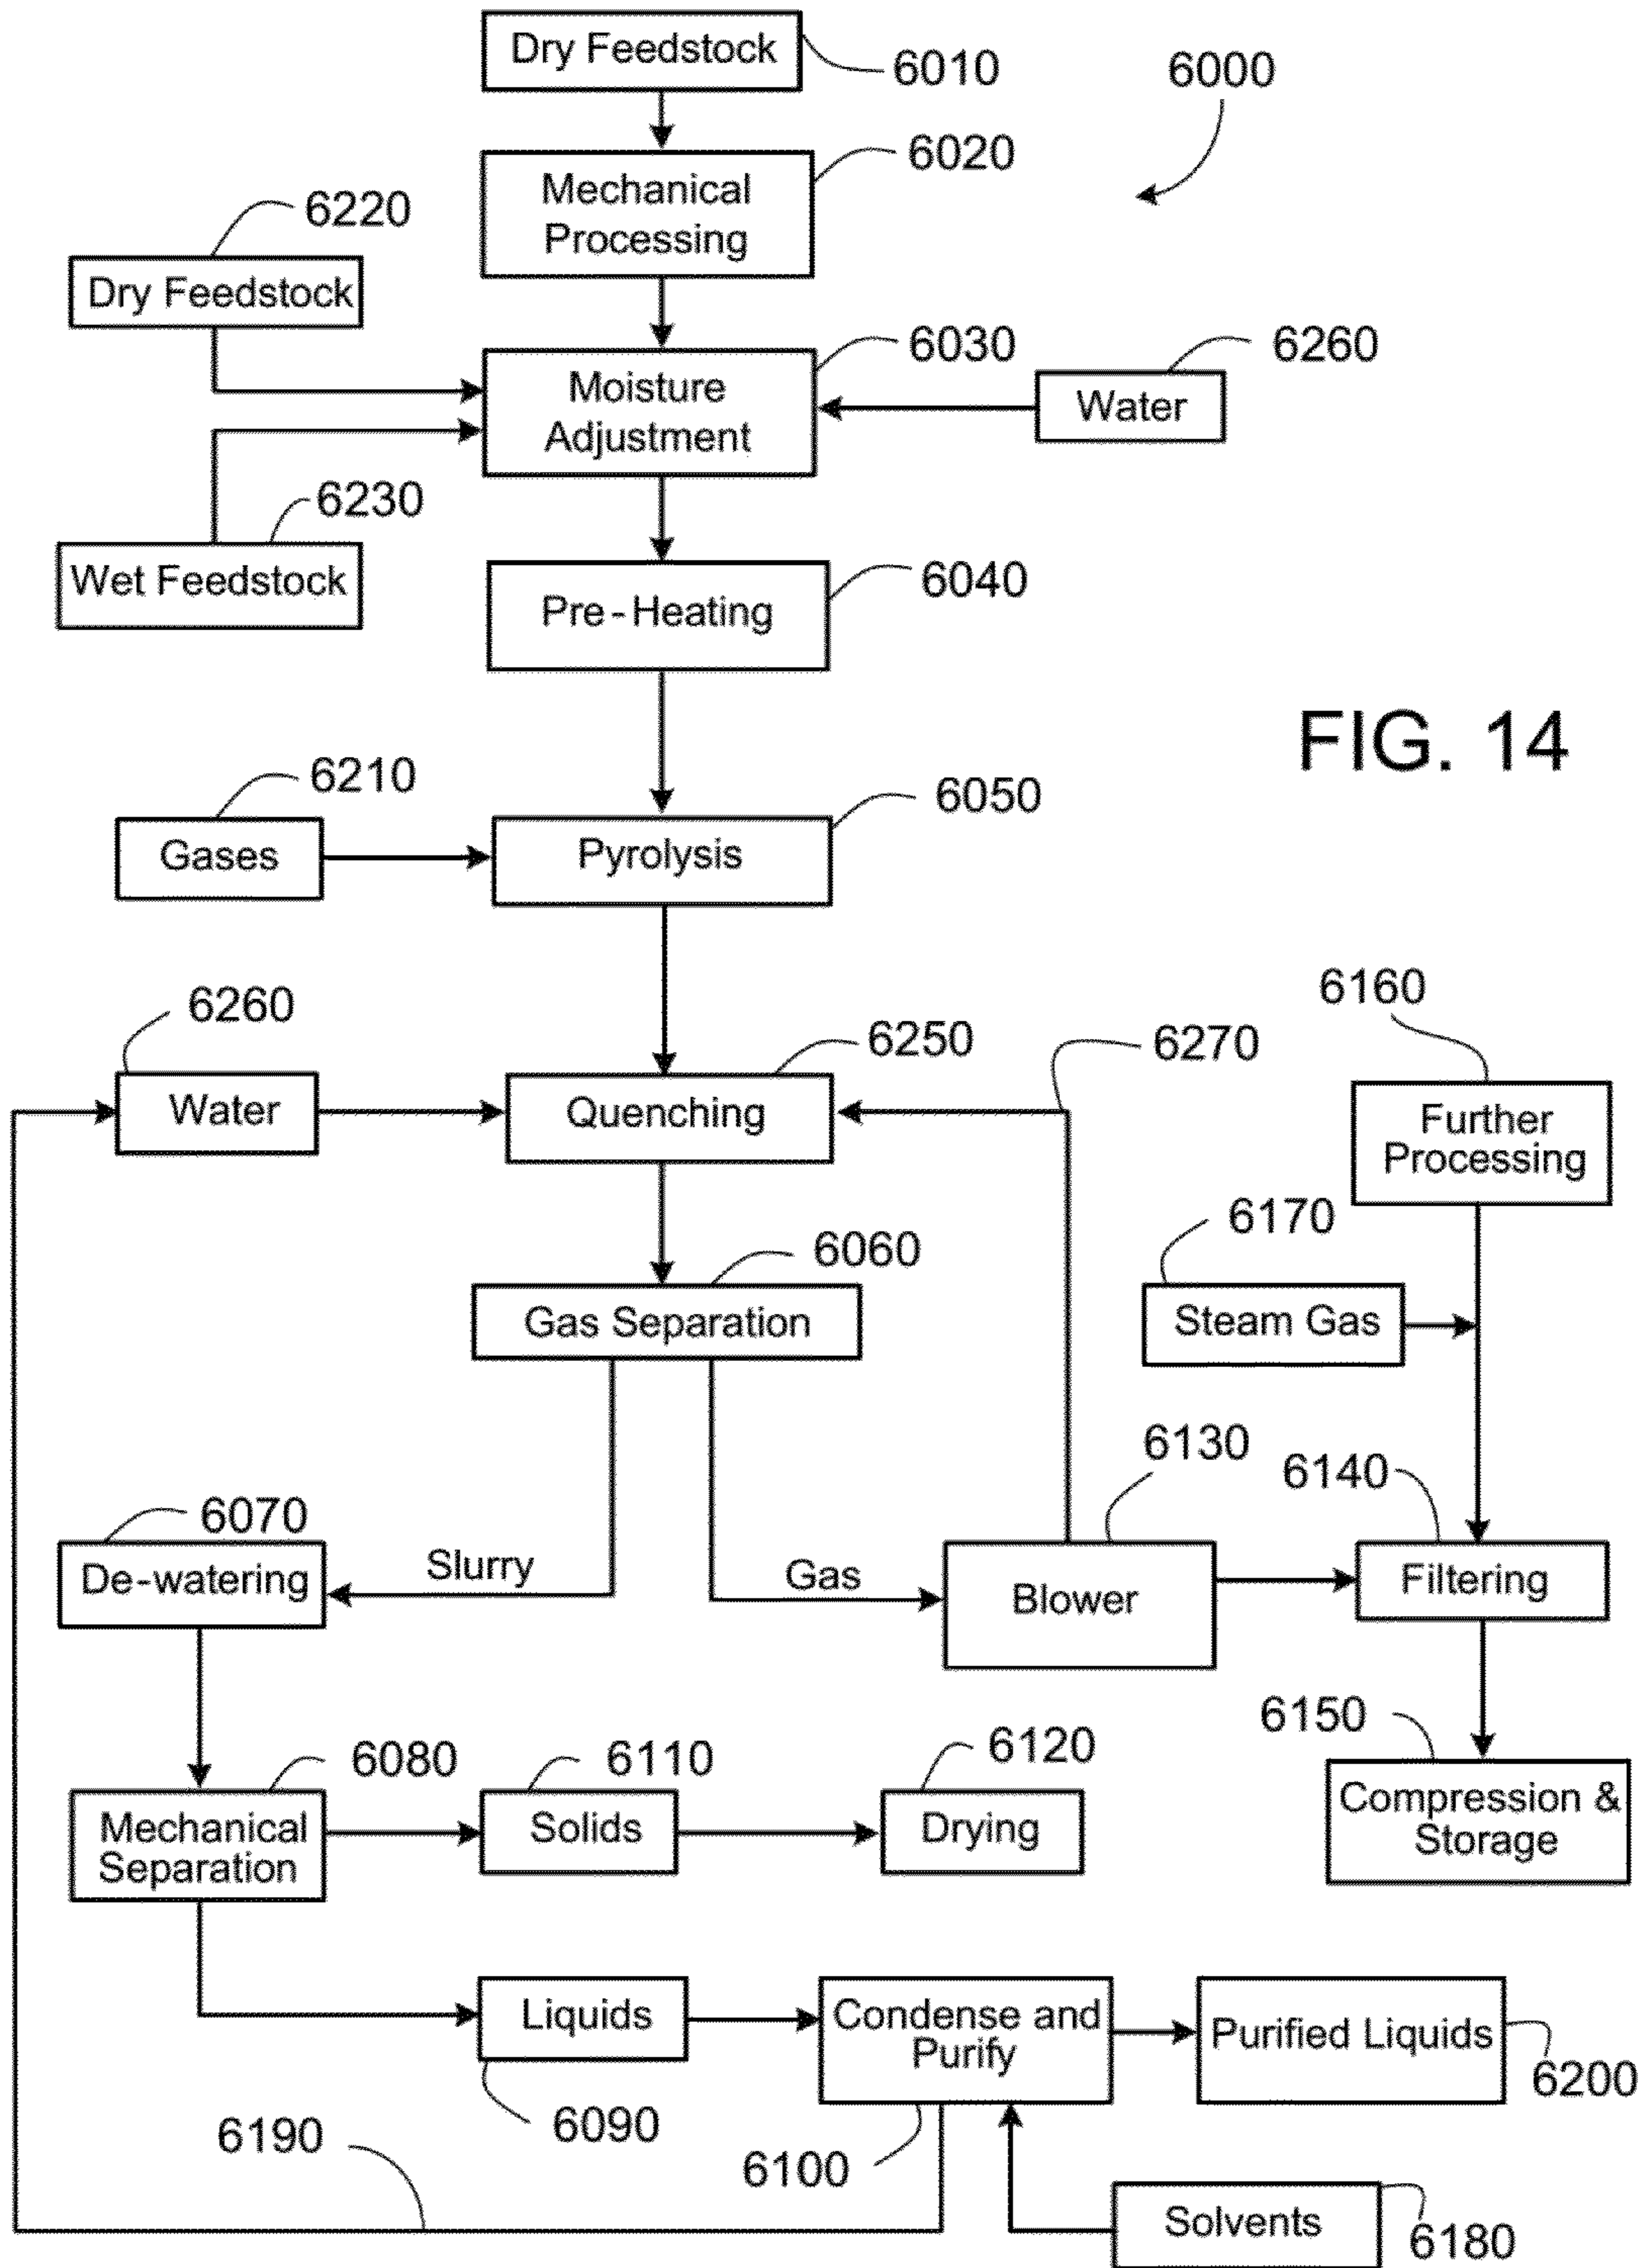 Dry Feedstock
6010
6000
Mechanical
Processing
6020
6220
Dry Feedstock
Moisture
Adjustment
6030
6260
Water
6230
Wet Feedstock
Pre-Heating
6040
FIG. 14
6210
Gases
Pyrolysis
6050
6260
Water
Quenching
6250
6270
6160
Further
Processing
6170
Steam Gas
6060
Gas Separation
6070
De-watering
Slurry
Gas
6130
Blower
6140
Filtering
6150
Compression &
Storage
6080
Mechanical
Separation
6110
Solids
6120
Drying
Liquids
6090
Condense and
Purify
6100
Purified Liquids
6200
6190
Solvents
6180